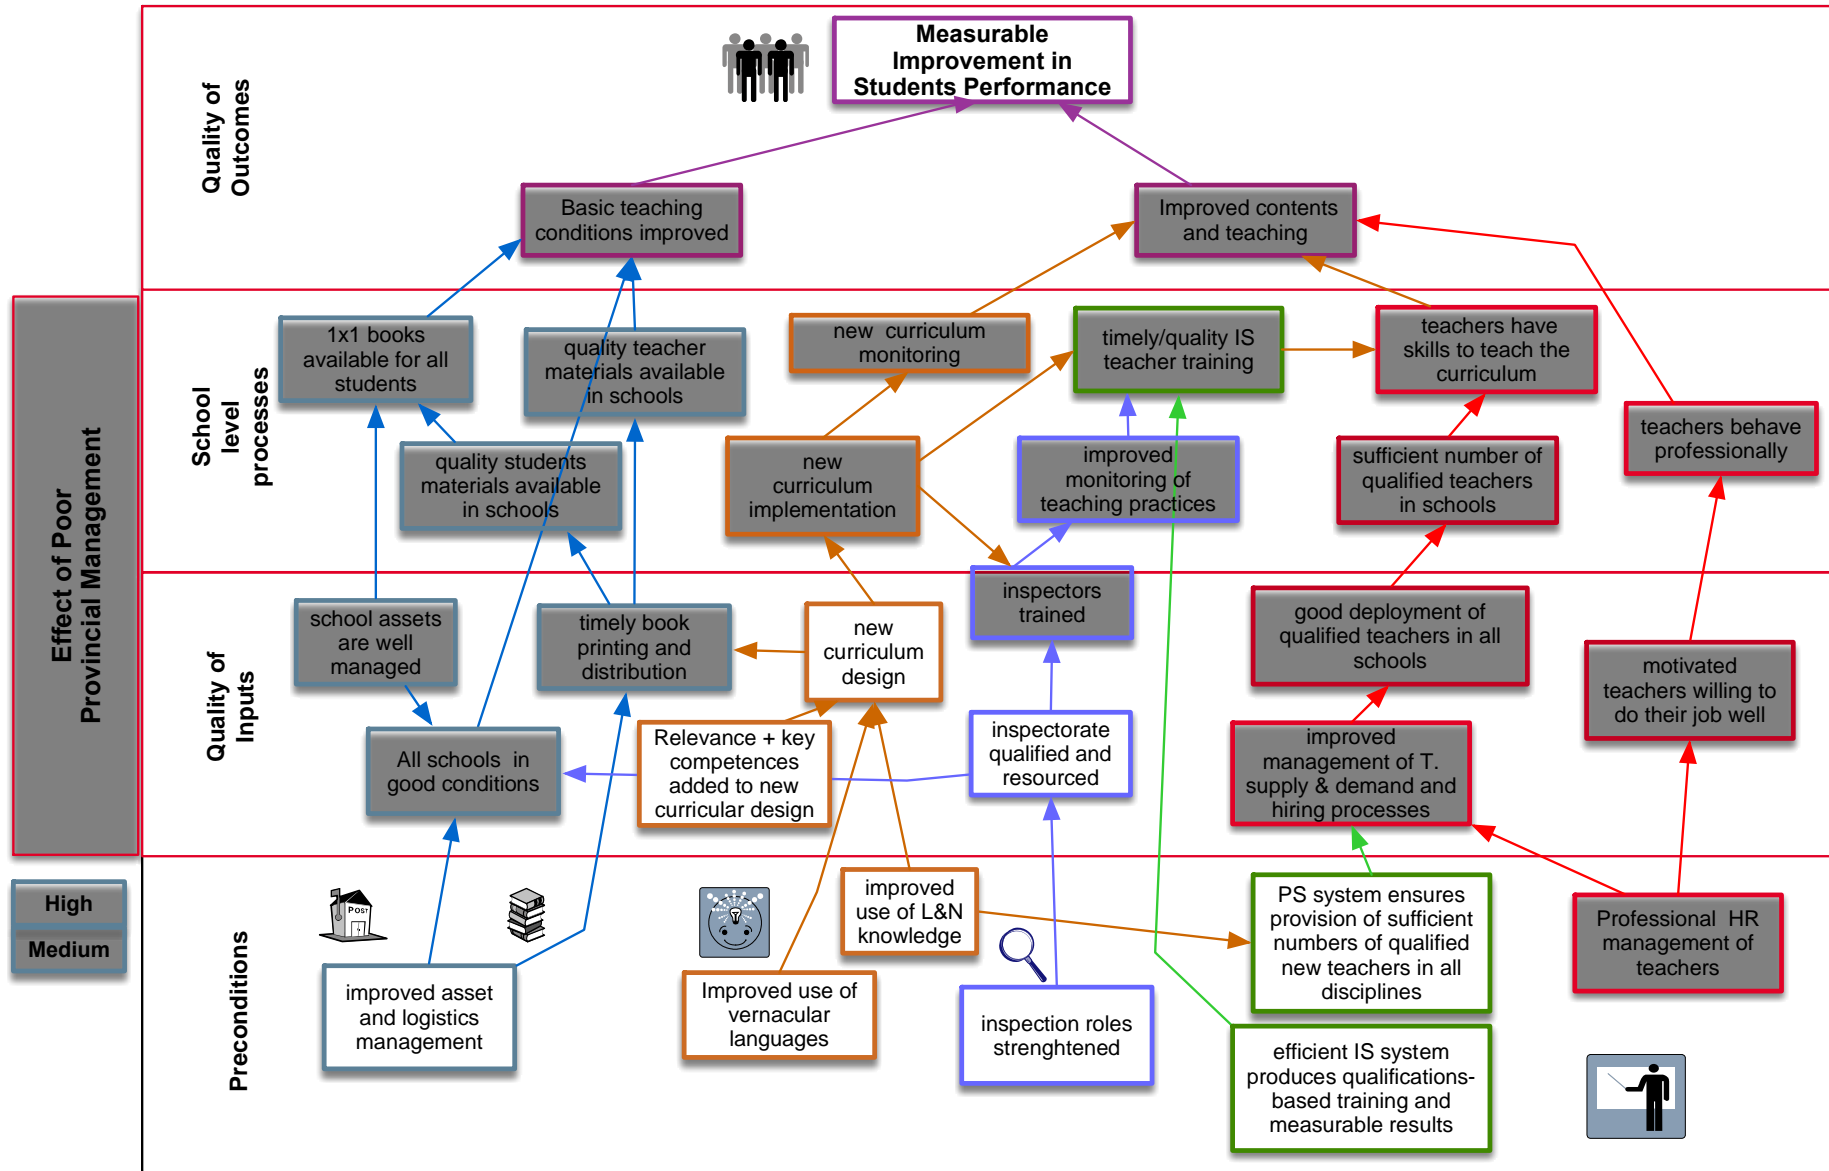 Measurable
Improvement in
Students Performance
Quality of
Outcomes
Basic teaching
conditions improved
Improved contents
and teaching
Effect of Poor
Provincial Management
School
level
processes
1x1 books
available for all
students
quality teacher
materials available
in schools
new  curriculum
monitoring
timely/quality IS
teacher training
teachers have
skills to teach the
curriculum
quality students
materials available
in schools
new
curriculum
implementation
improved
monitoring of
teaching practices
sufficient number of
qualified teachers
in schools
teachers behave
professionally
Quality of
Inputs
school assets
are well
managed
timely book
printing and
distribution
new
curriculum
design
inspectors
trained
good deployment of
qualified teachers in all
schools
motivated
teachers willing to
do their job well
All schools  in
good conditions
Relevance + key
competences
added to new
curricular design
inspectorate
qualified and
resourced
improved
management of T.
supply & demand and
hiring processes
High
Medium
Preconditions
POST
improved asset
and logistics
management
Improved use of
vernacular
languages
improved
use of L&N
knowledge
inspection roles
strenghtened
PS system ensures
provision of sufficient
numbers of qualified
new teachers in all
disciplines
efficient IS system
produces qualifications-
based training and
measurable results
Professional  HR
management of
teachers